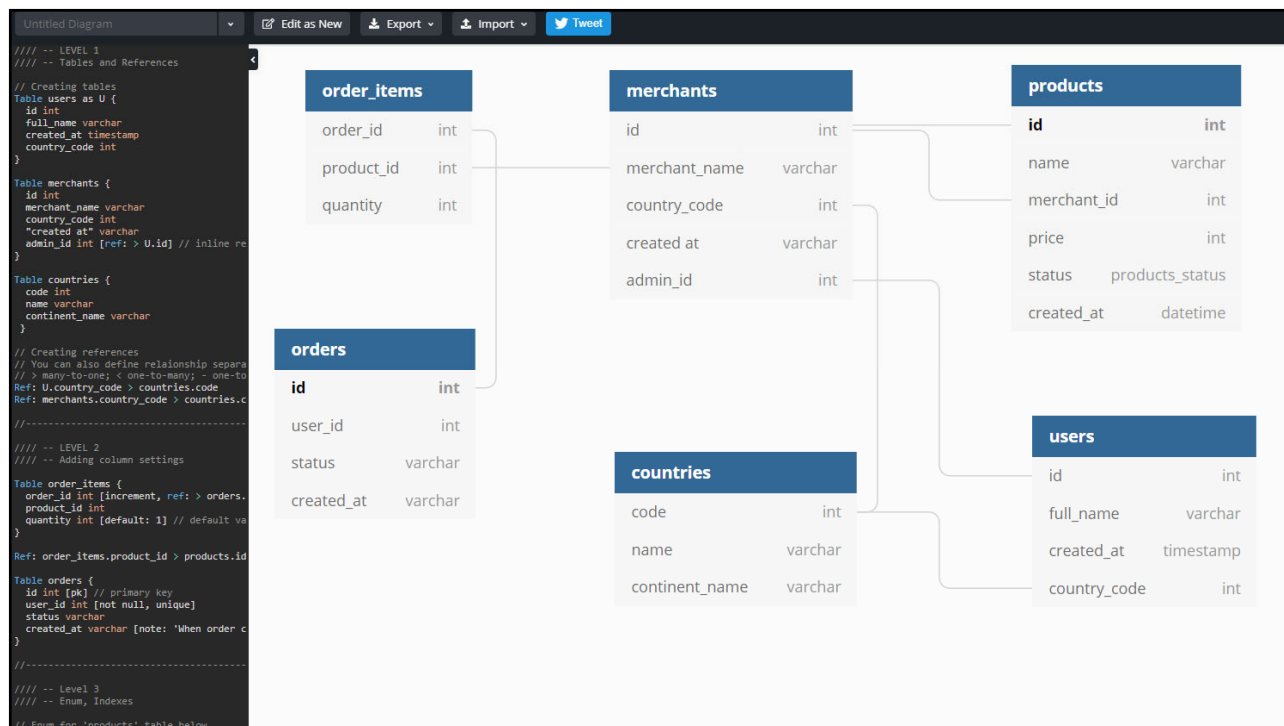 Untitled Diagram
Edit as New
Export
Import
Tweet
//// -- LEVEL 1
//// -- Tables and References
// Creating tables
Table users as U {
id int
full_name varchar
created_at timestamp
country_code int
}
Table merchants {
id int
merchant_name varchar
country_code int
"created at" varchar
admin_id int [ref: > U.id] // inline re
}
Table countries {
code int
name varchar
continent_name varchar
}
// Creating references
// You can also define relaionship separa
// > many-to-one; < one-to-many; - one-to
Ref: U.country_code > countries.code
Ref: merchants.country_code > countries.c
//----------------------------------------
//// -- LEVEL 2
//// -- Adding column settings
Table order_items {
order_id int [increment, ref: > orders.
product_id int
quantity int [default: 1] // default va
}
Ref: order_items.product_id > products.id
Table orders {
id int [pk] // primary key
user_id int [not null, unique]
status varchar
created_at varchar [note: 'When order c
}
//----------------------------------------
//// -- Level 3
//// -- Enum, Indexes
// Enum for 'products' table below
order_items
order_id int
product_id int
quantity int
merchants
id int
merchant_name varchar
country_code int
created at varchar
admin_id int
products
id int
name varchar
merchant_id int
price int
status products_status
created_at datetime
orders
id int
user_id int
status varchar
created_at varchar
countries
code int
name varchar
continent_name varchar
users
id int
full_name varchar
created_at timestamp
country_code int